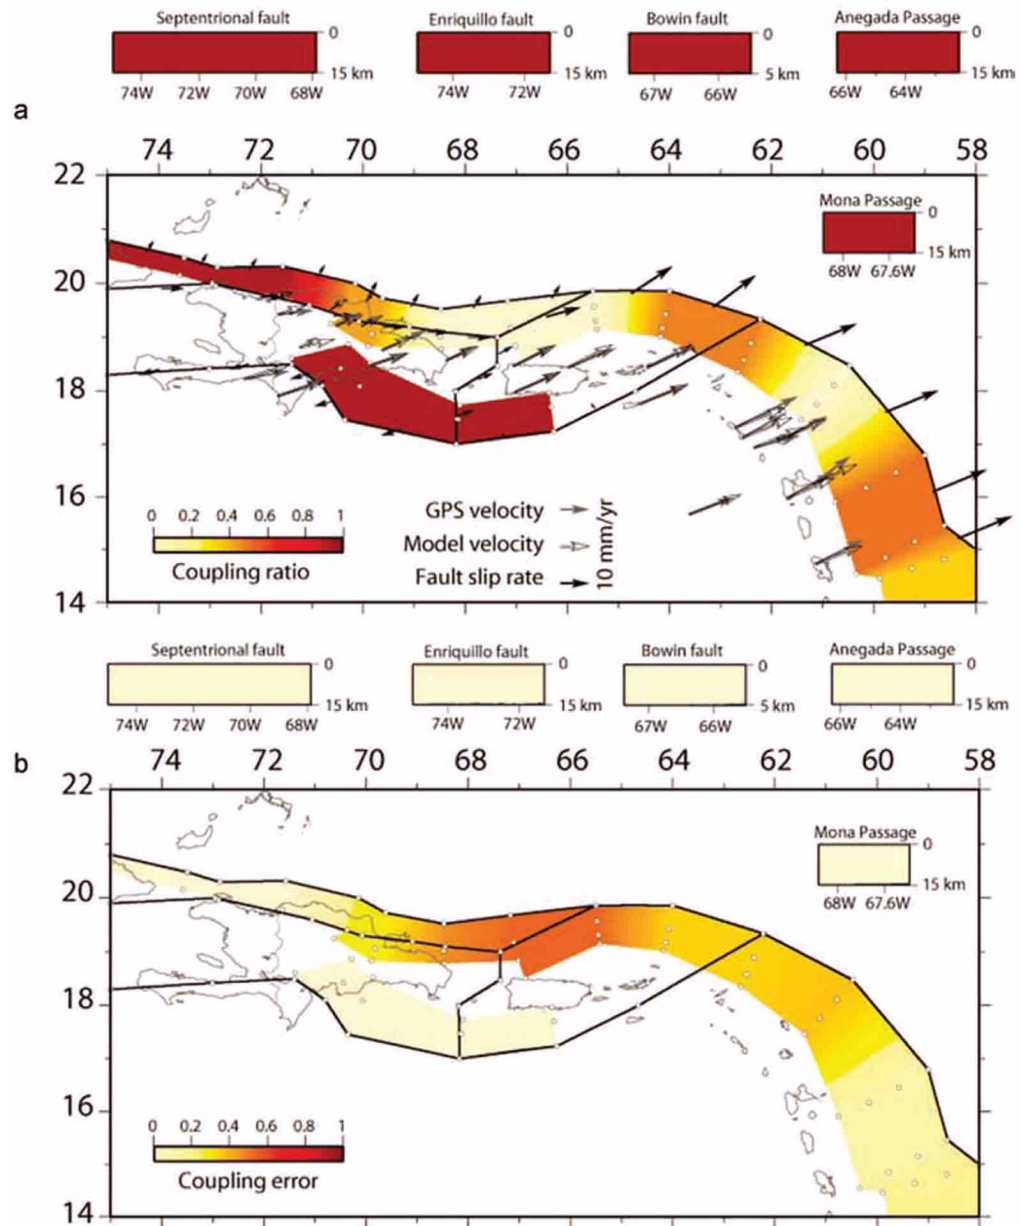 Septentrional fault Enriquillo fault Bowin fault Anegada Passage
0 0 0 0
15 km 15 km 5 km 15 km
74W 72W 70W 68W 74W 72W 67W 66W 66W 64W
a
74 72 70 68 66 64 62 60 58
22
Mona Passage
0
15 km
68W 67.6W
20
18
16
14
0 0.2 0.4 0.6 0.8 1
Coupling ratio
GPS velocity
Model velocity
Fault slip rate
10 mm/yr
Septentrional fault Enriquillo fault Bowin fault Anegada Passage
0 0 0 0
15 km 15 km 5 km 15 km
74W 72W 70W 68W 74W 72W 67W 66W 66W 64W
b
74 72 70 68 66 64 62 60 58
22
Mona Passage
0
15 km
68W 67.6W
20
18
16
14
0 0.2 0.4 0.6 0.8 1
Coupling error